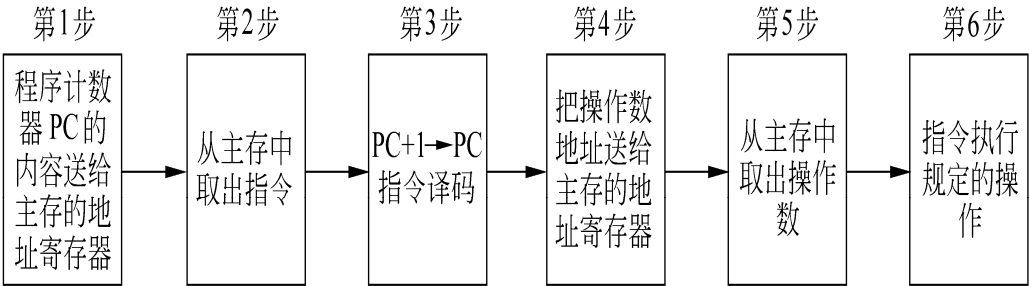 第1步
第2步
第3步
第4步
第5步
第6步
程序计数
器PC的
内容送给
主存的地
址寄存器
从主存中
取出指令
PC+1→PC
指令译码
把操作数
地址送给
主存的地
址寄存器
从主存中
取出操作
数
指令执行
规定的操
作